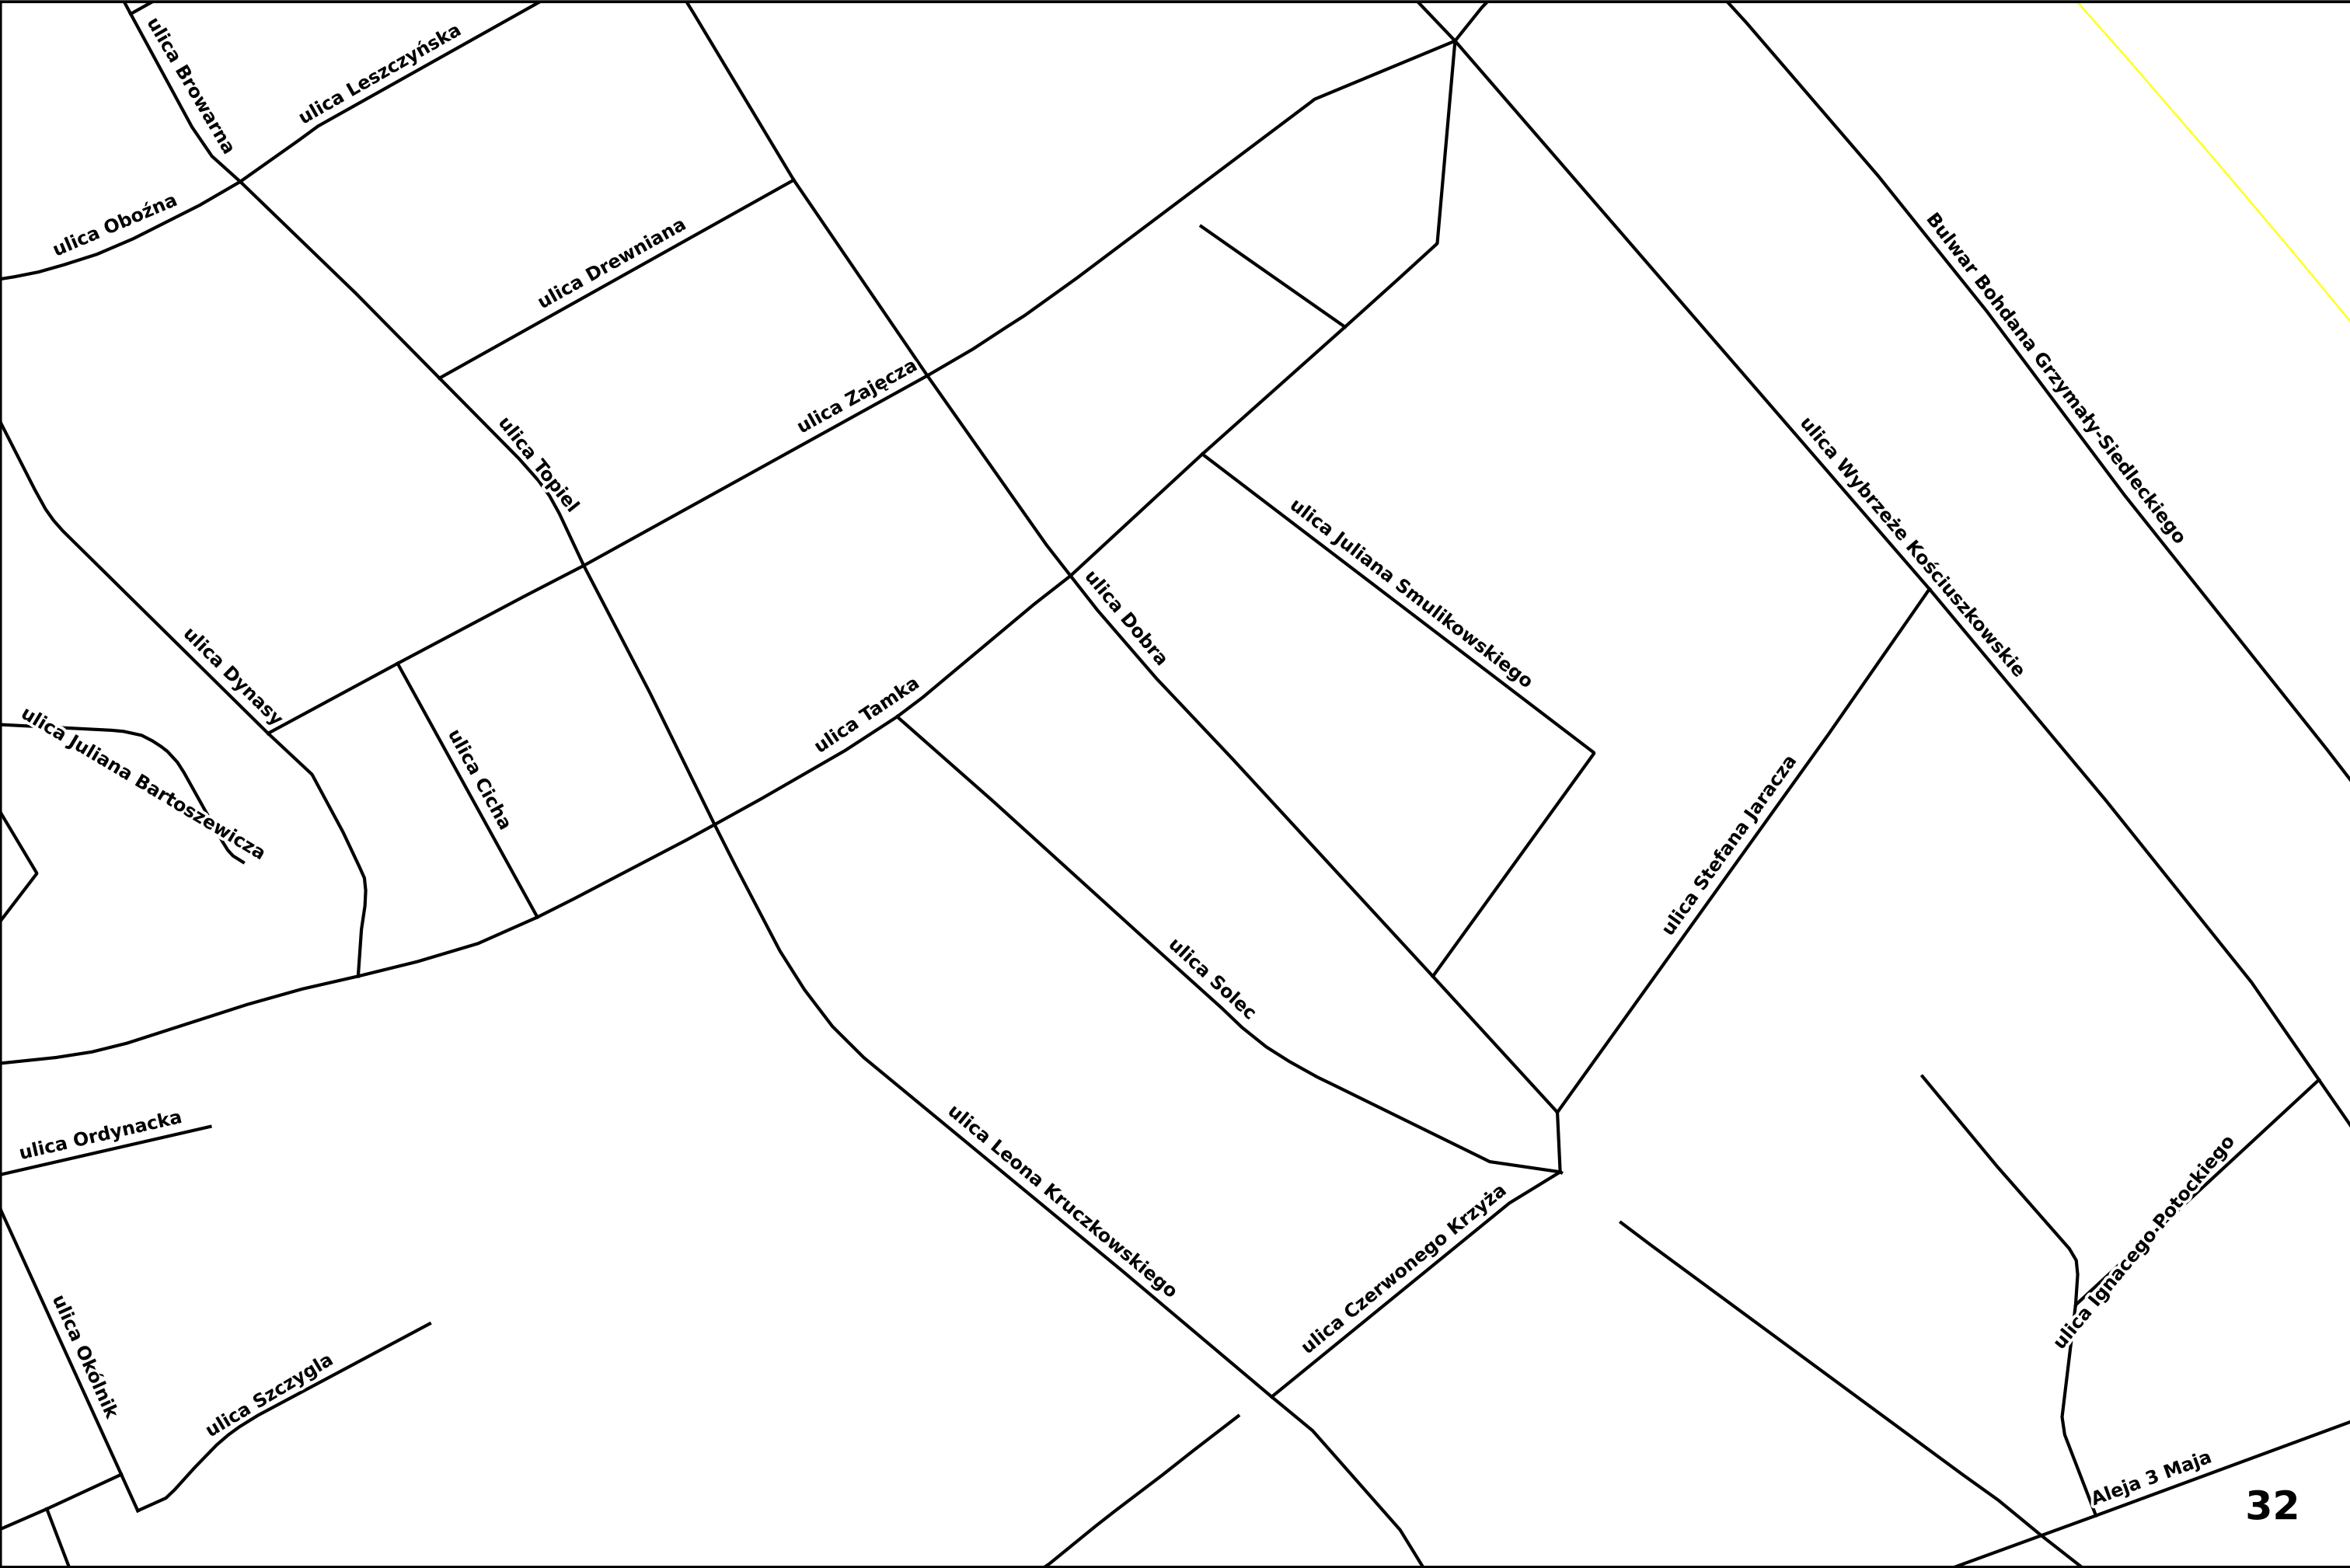 ulica Browarna
ulica Leszczyńska
ulica Oboźna
ulica Drewniana
Bulwar Bohdana Grzymały-Siedleckiego
ulica Zajęcza
ulica Topiel
ulica Wybrzeże Kościuszkowskie
ulica Juliana Smulikowskiego
ulica Dobra
ulica Dynasy
ulica Tamka
ulica Juliana Bartoszewicza
ulica Cicha
ulica Stefana Jaracza
ulica Solec
ulica Ordynacka
ulica Leona Kruczkowskiego
ulica Ignacego Potockiego
ulica Czerwonego Krzyża
ulica Okólnik
ulica Szczygla
Aleja 3 Maja
32